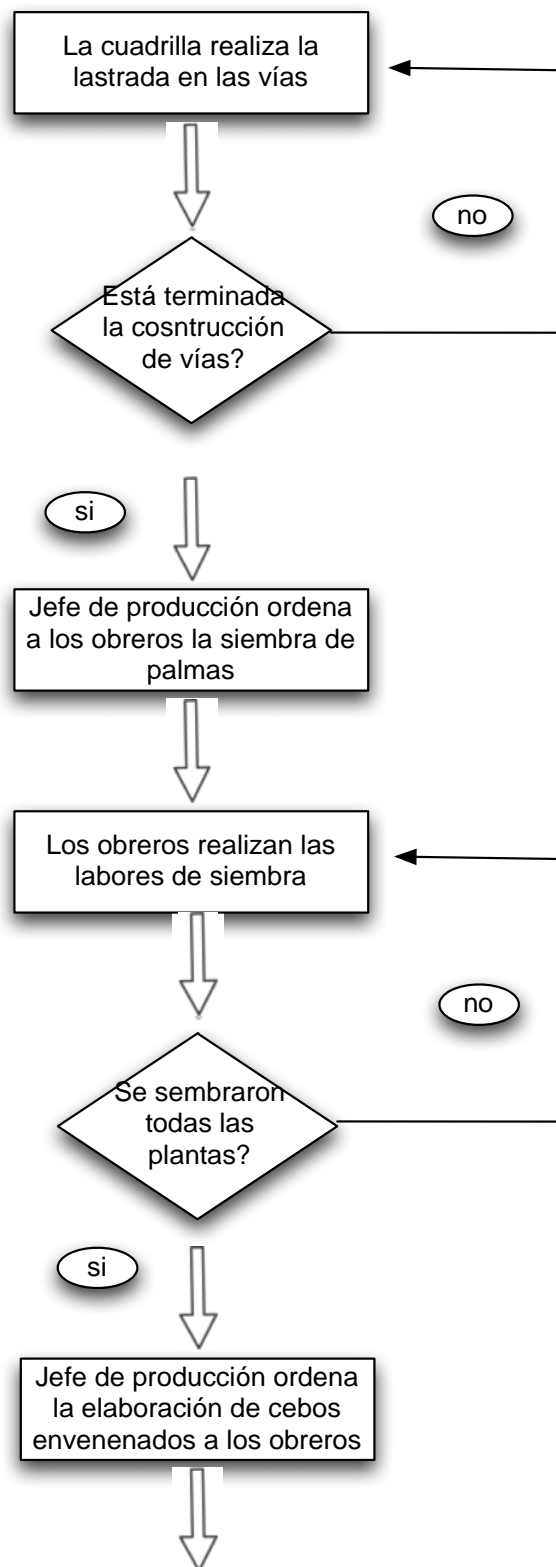 La cuadrilla realiza la
lastrada en las vías
no
Está terminada
la cosntrucción
de vías?
si
Jefe de producción ordena
a los obreros la siembra de
palmas
Los obreros realizan las
labores de siembra
no
Se sembraron
todas las
plantas?
si
Jefe de producción ordena
la elaboración de cebos
envenenados a los obreros